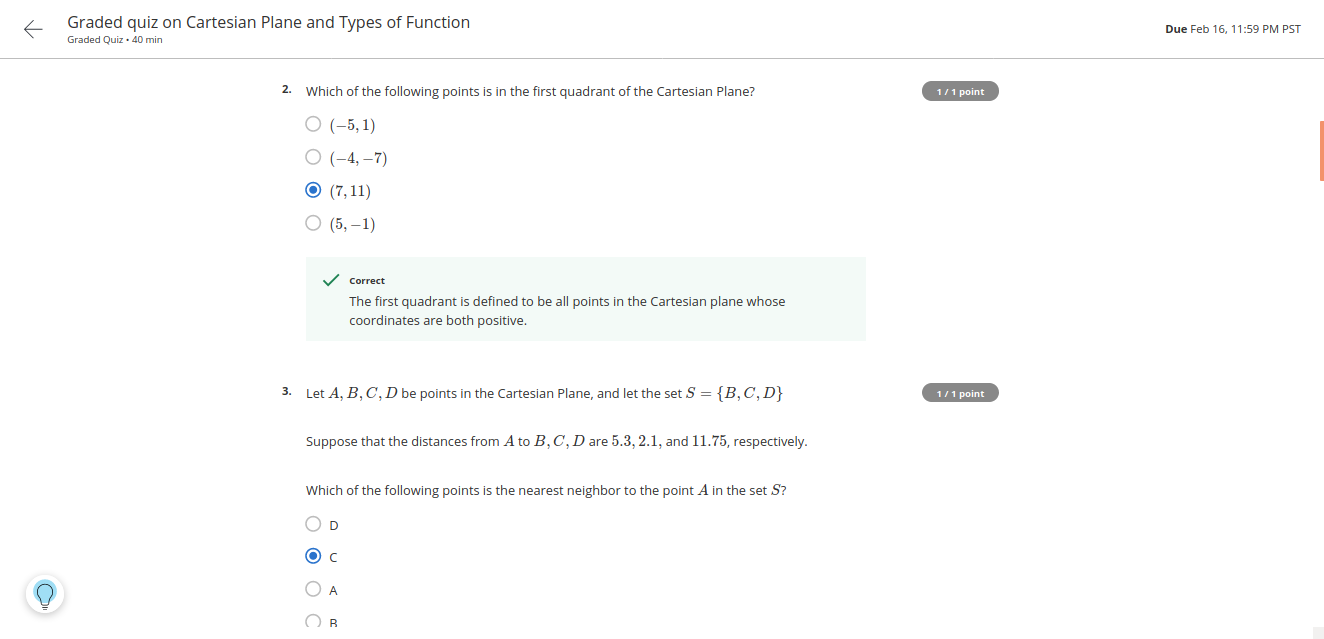 Graded quiz on Cartesian Plane and Types of Function
Graded Quiz • 40 min
Due Feb 16, 11:59 PM PST
2. Which of the following points is in the first quadrant of the Cartesian Plane?
1 / 1 point
(−5, 1)
(−4, −7)
(7, 11)
(5, −1)
Correct
The first quadrant is defined to be all points in the Cartesian plane whose
coordinates are both positive.
3. Let A, B, C, D be points in the Cartesian Plane, and let the set S = {B, C, D}
1 / 1 point
Suppose that the distances from A to B, C, D are 5.3, 2.1, and 11.75, respectively.
Which of the following points is the nearest neighbor to the point A in the set S?
D
C
A
B